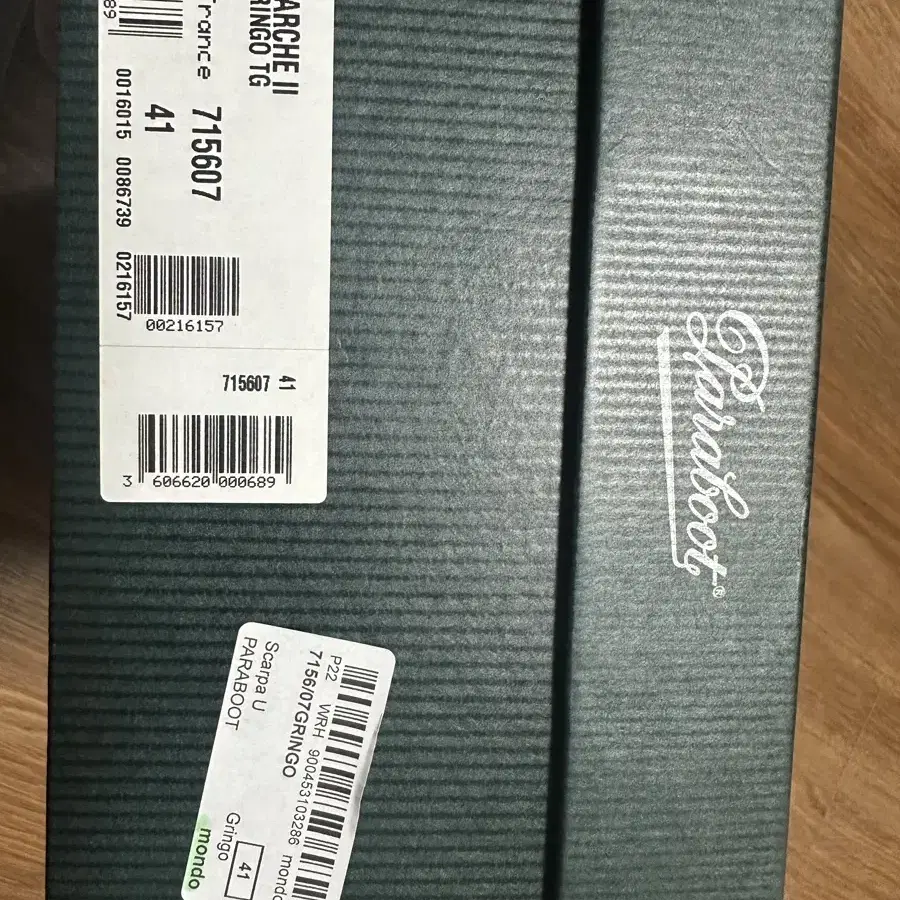 ARCHE II
RINGO TG
rance
715607
41
89
0016015 0086739 0216157
00216157
715607 41
3 606620 000689
Paraboot®
P22 WRH 9004453103286 mondo
7156/07GRINGO
Scarpa U
PARABOOT
Gringo
41
mondo